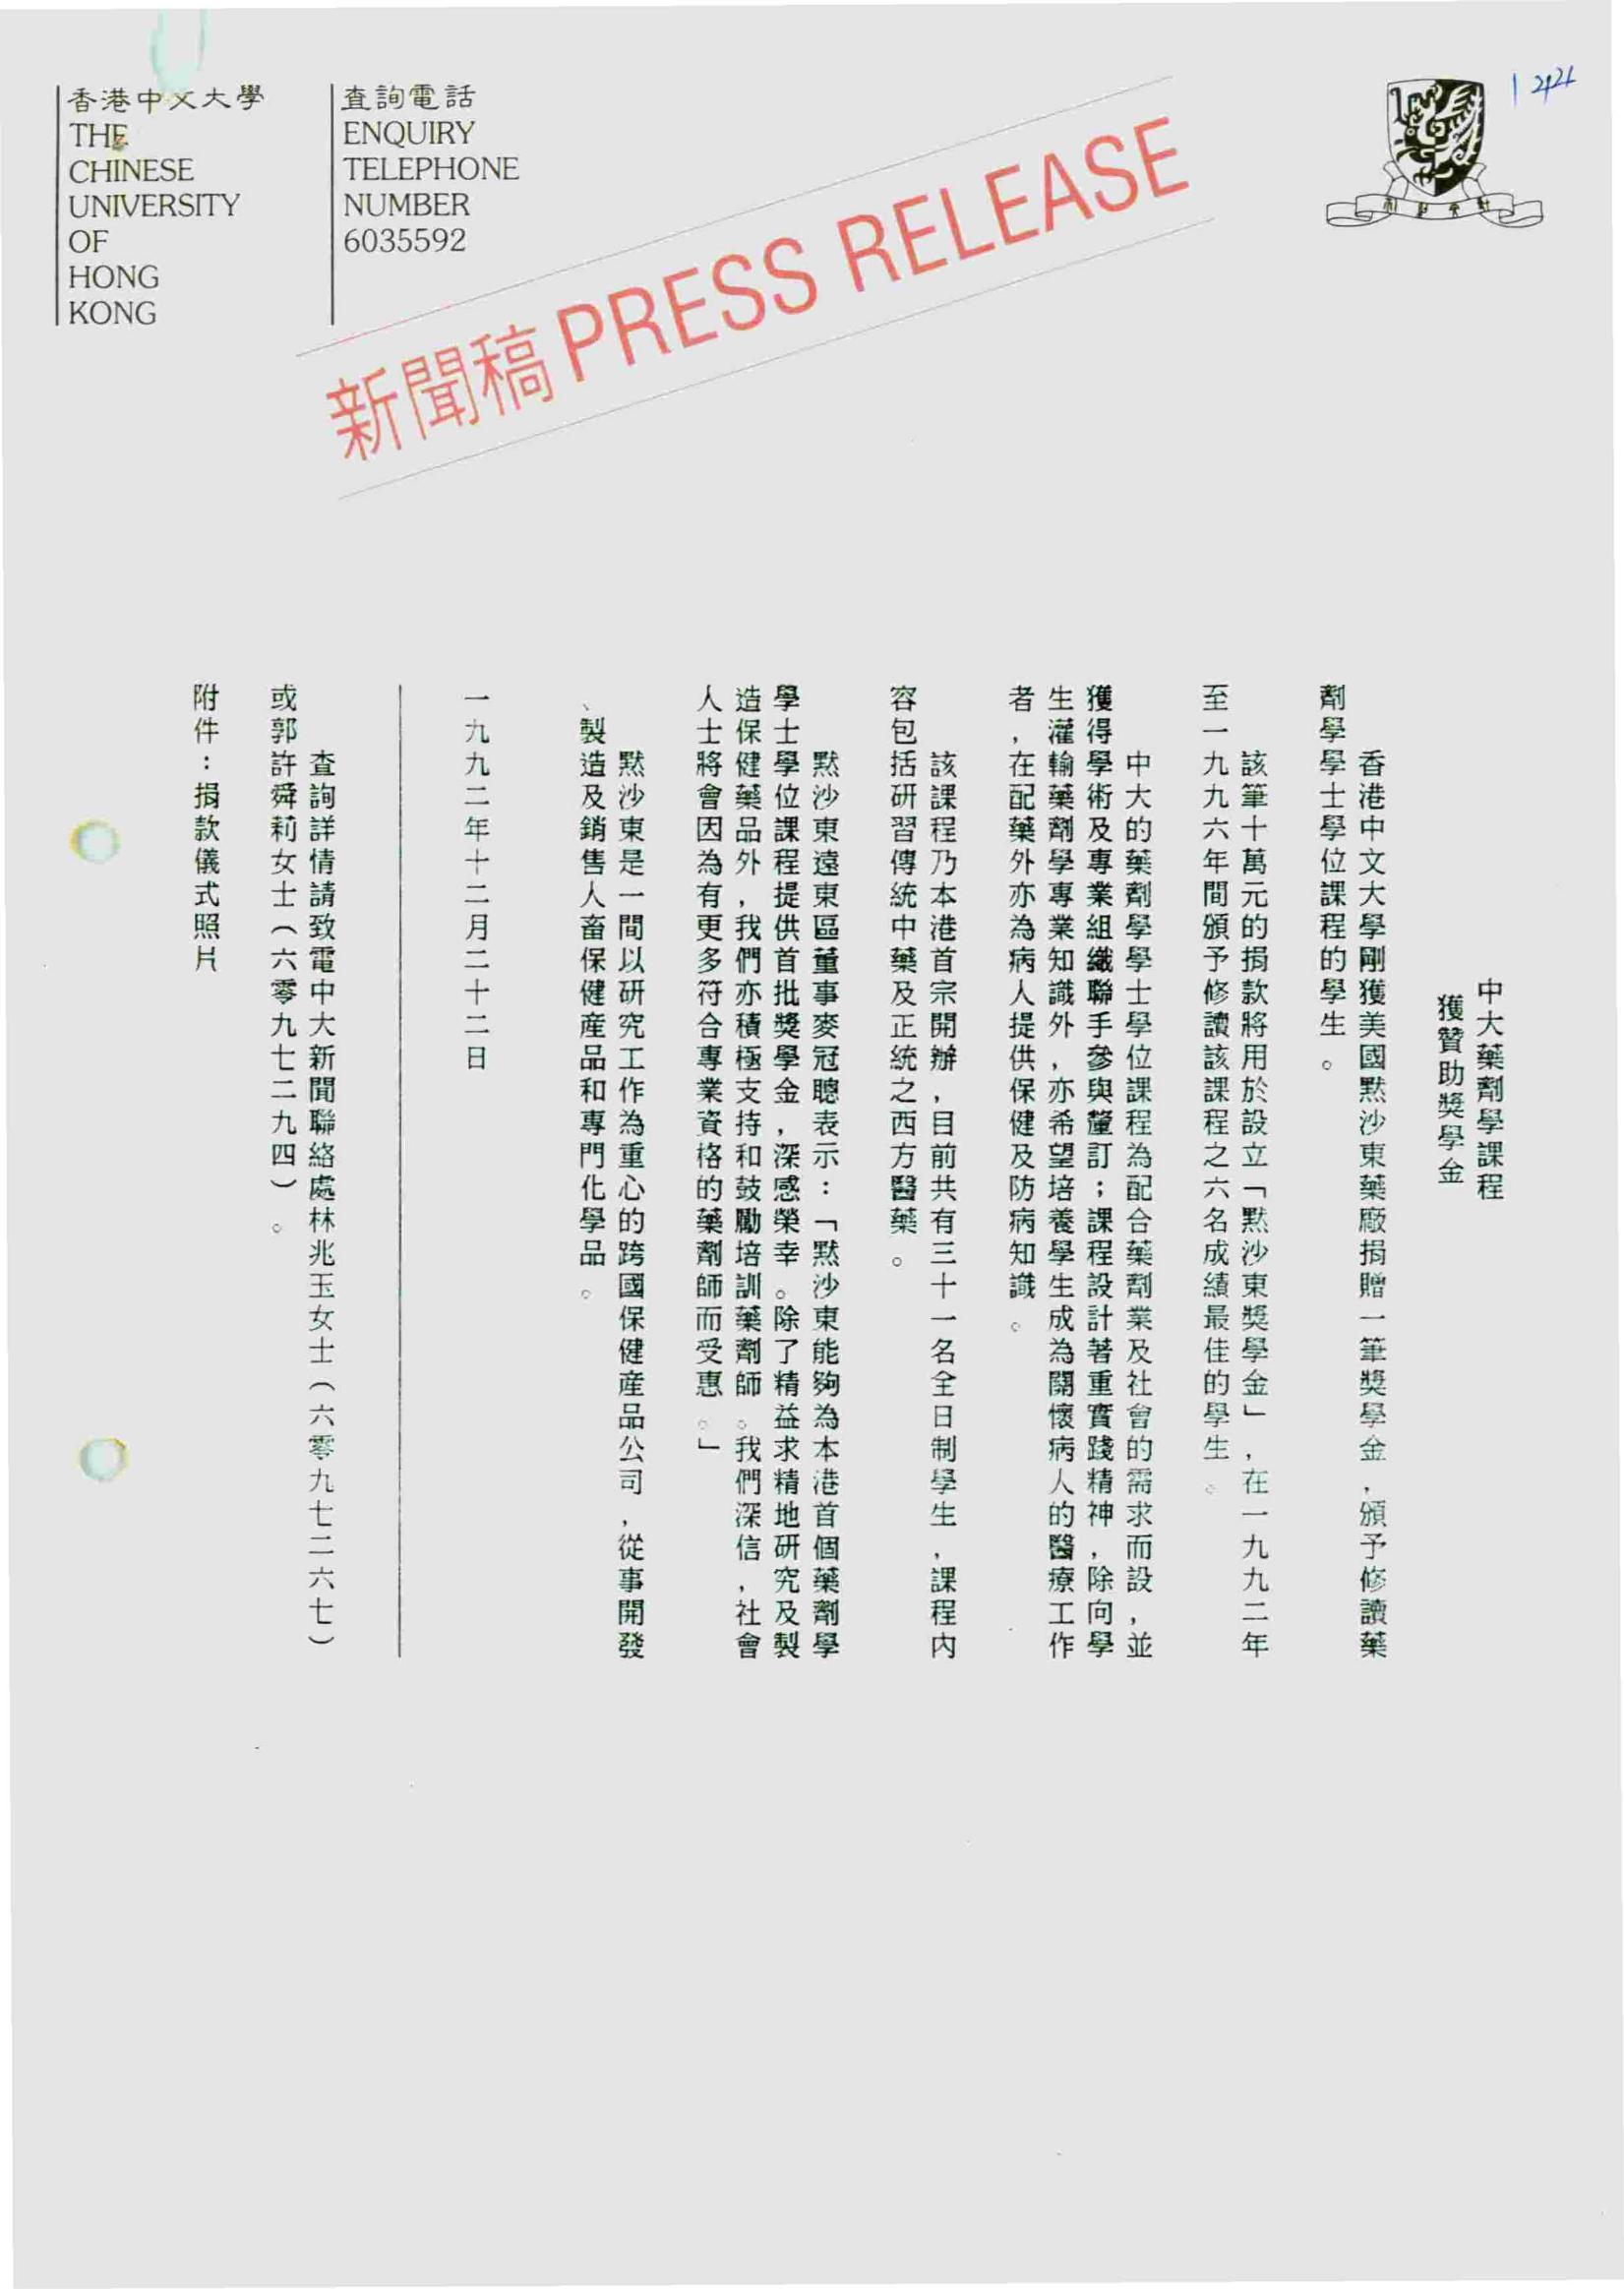 香港中文大學
THE
CHINESE
UNIVERSITY
OF
HONG
KONG
查詢電話
ENQUIRY
TELEPHONE
NUMBER
6035592
新聞稿 PRESS RELEASE
中大藥劑學課程
獲贊助獎學金
香港中文大學剛獲美國默沙東藥廠捐贈一筆獎學金，頒予修讀藥
劑學學士學位課程的學生。
該筆十萬元的捐款將用於設立「默沙東獎學金」，在一九九二年
至一九九六年間頒予修讀該課程之六名成績最佳的學生。
中大的藥劑學學士學位課程為配合藥劑業及社會的需求而設，並
獲得學術及專業組織聯手參與釐訂；課程設計著重實踐精神，除向學
生灌輸藥劑學專業知識外，亦希望培養學生成為關懷病人的醫療工作
者，在配藥外亦為病人提供保健及防病知識。
該課程乃本港首宗開辦，目前共有三十一名全日制學生，課程內
容包括研習傳統中藥及正統之西方醫藥。
默沙東遠東區董事麥冠聰表示：「默沙東能夠為本港首個藥劑學
學士學位課程提供首批獎學金，深感榮幸。除了精益求精地研究及製
造保健藥品外，我們亦積極支持和鼓勵培訓藥劑師。我們深信，社會
人士將會因為有更多符合專業資格的藥劑師而受惠。」
默沙東是一間以研究工作為重心的跨國保健産品公司，從事開發
、製造及銷售人畜保健産品和專門化學品。
一九九二年十二月二十二日
查詢詳情請致電中大新聞聯絡處林兆玉女士（六零九七二六七）
或郭許舜莉女士（六零九七二九四）。
附件：捐款儀式照片